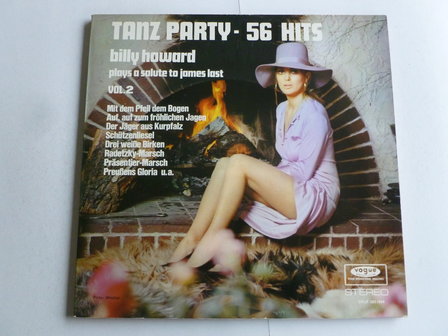 TANZ PARTY - 56 HITS
billy howard
plays a salute to james last
VOL. 2
Mit dem Pfeil dem Bogen
Auf, auf zum fröhlichen Jagen
Der Jäger aus Kurpfalz
Schützenliesel
Drei weiße Birken
Radetzky-Marsch
Präsentier-Marsch
Preußens Gloria u.a.
vogue
STEREO